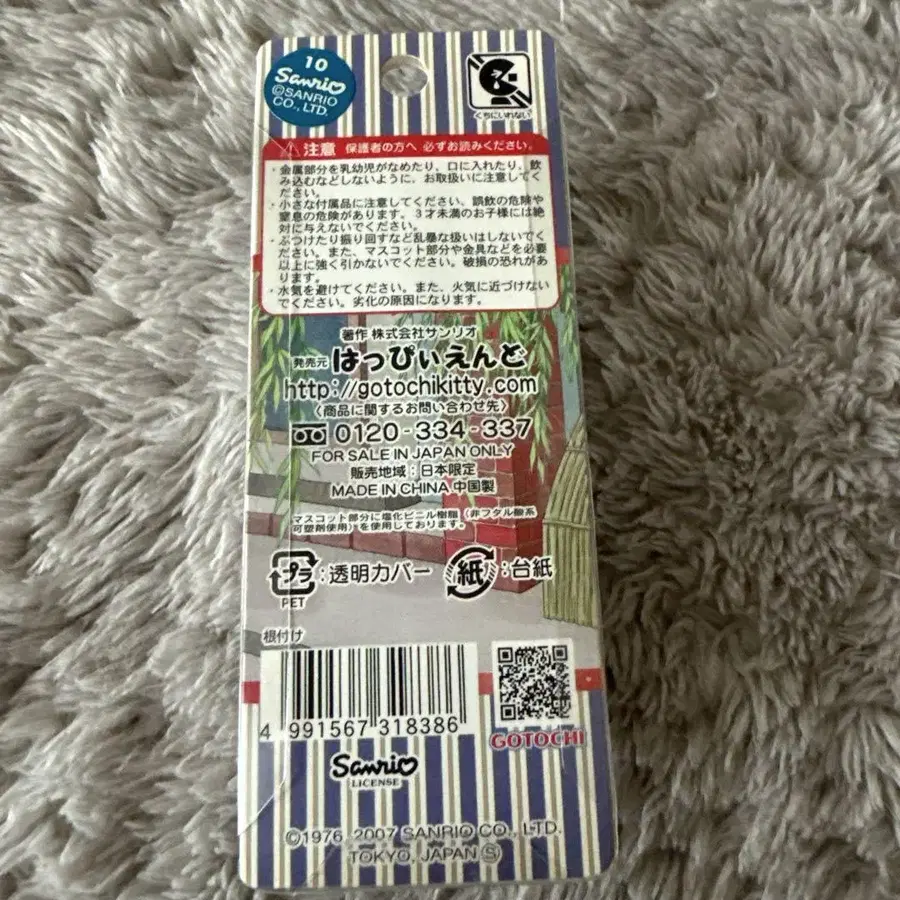 10
Sanrio
©SANRIO
CO., LTD.
くちにいれない
注意 保護者の方へ 必ずお読みください。
・金属部分を乳幼児がなめたり、口に入れたり、飲
み込むなどしないように、お取扱いに注意してく
ださい。
・小さな付属品に注意してください。誤飲の危険や
窒息の危険があります。3才未満のお子様には絶
対に与えないでください。
・ぶつけたり振り回すなど乱暴な扱いはしないでくだ
さい。また、マスコット部分や金具などを必要
以上に強く引かないでください。破損の恐れがあ
ります。
・水気を避けてください。また、火気に近づけない
でください。劣化の原因になります。
著作 株式会社サンリオ
発売元 はっぴぃえんど
http://gotochikitty.com
〈商品に関するお問い合わせ先〉
0120-334-337
FOR SALE IN JAPAN ONLY
販売地域：日本限定
MADE IN CHINA 中国製
マスコット部分に塩化ビニル樹脂（非フタル酸系
可塑剤使用）を使用しております。
プラ：透明カバー 紙：台紙
PET
根付け
4 991567 318386
GOTOCHI
Sanrio
LICENSE
©1976, 2007 SANRIO CO., LTD.
TOKYO, JAPAN Ⓢ